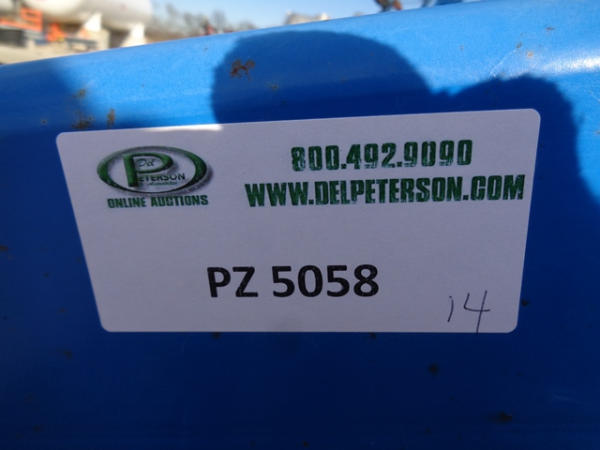 Del
PETERSON
ONLINE AUCTIONS
800.492.9090
WWW.DELPETERSON.COM
PZ 5058
14